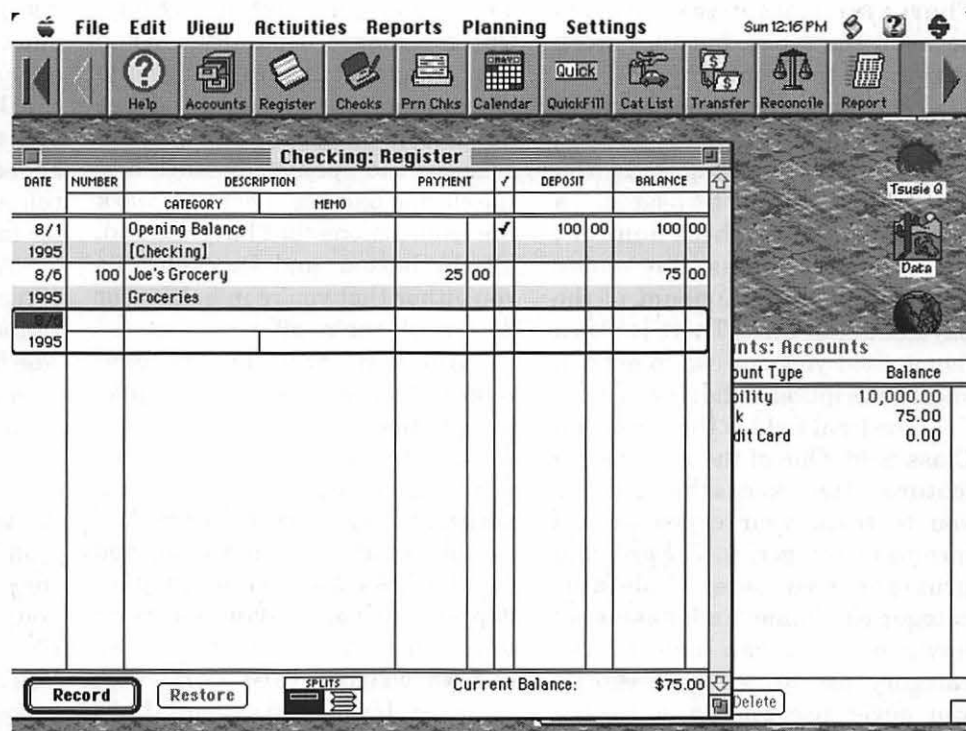 File Edit View Activities Reports Planning Settings Sun 12:16 PM
Help Accounts Register Checks Prn Chks Calendar QuickFill Cat List Transfer Reconcile Report
Quick
Checking: Register
DATE NUMBER DESCRIPTION PAYMENT ✓ DEPOSIT BALANCE
CATEGORY MEMO
8/1 Opening Balance ✓ 100 00 100 00
1995 [Checking]
8/6 100 Joe's Grocery 25 00 75 00
1995 Groceries
8/6
1995
Record Restore SPLITS Current Balance: $75.00
Tsusie Q
Data
nts: Accounts
ount Type Balance
bility 10,000.00
k 75.00
dit Card 0.00
Delete